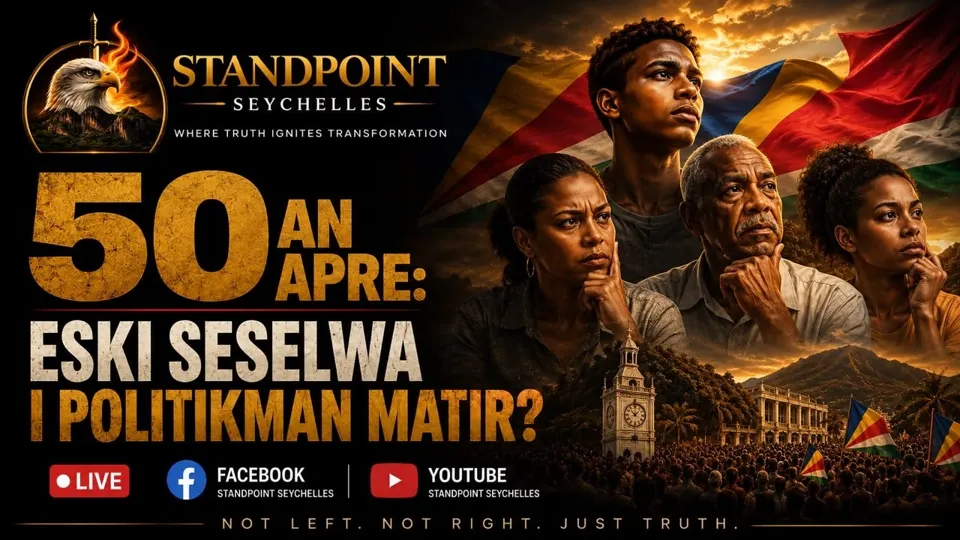 STANDPOINT
SEYCHELLES
WHERE TRUTH IGNITES TRANSFORMATION
50 AN
APRE:
ESKI SESELWA
I POLITIKMAN MATIR?
LIVE
FACEBOOK
STANDPOINT SEYCHELLES
YOUTUBE
STANDPOINT SEYCHELLES
NOT LEFT. NOT RIGHT. JUST TRUTH.